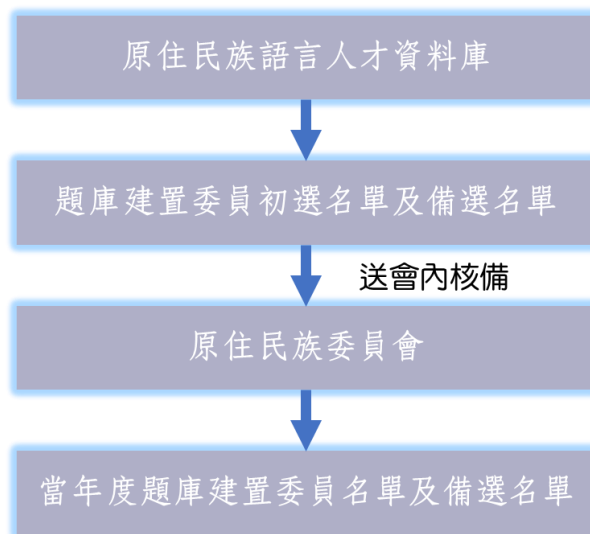 原住民族語言人才資料庫
題庫建置委員初選名單及備選名單
送會內核備
原住民族委員會
當年度題庫建置委員名單及備選名單